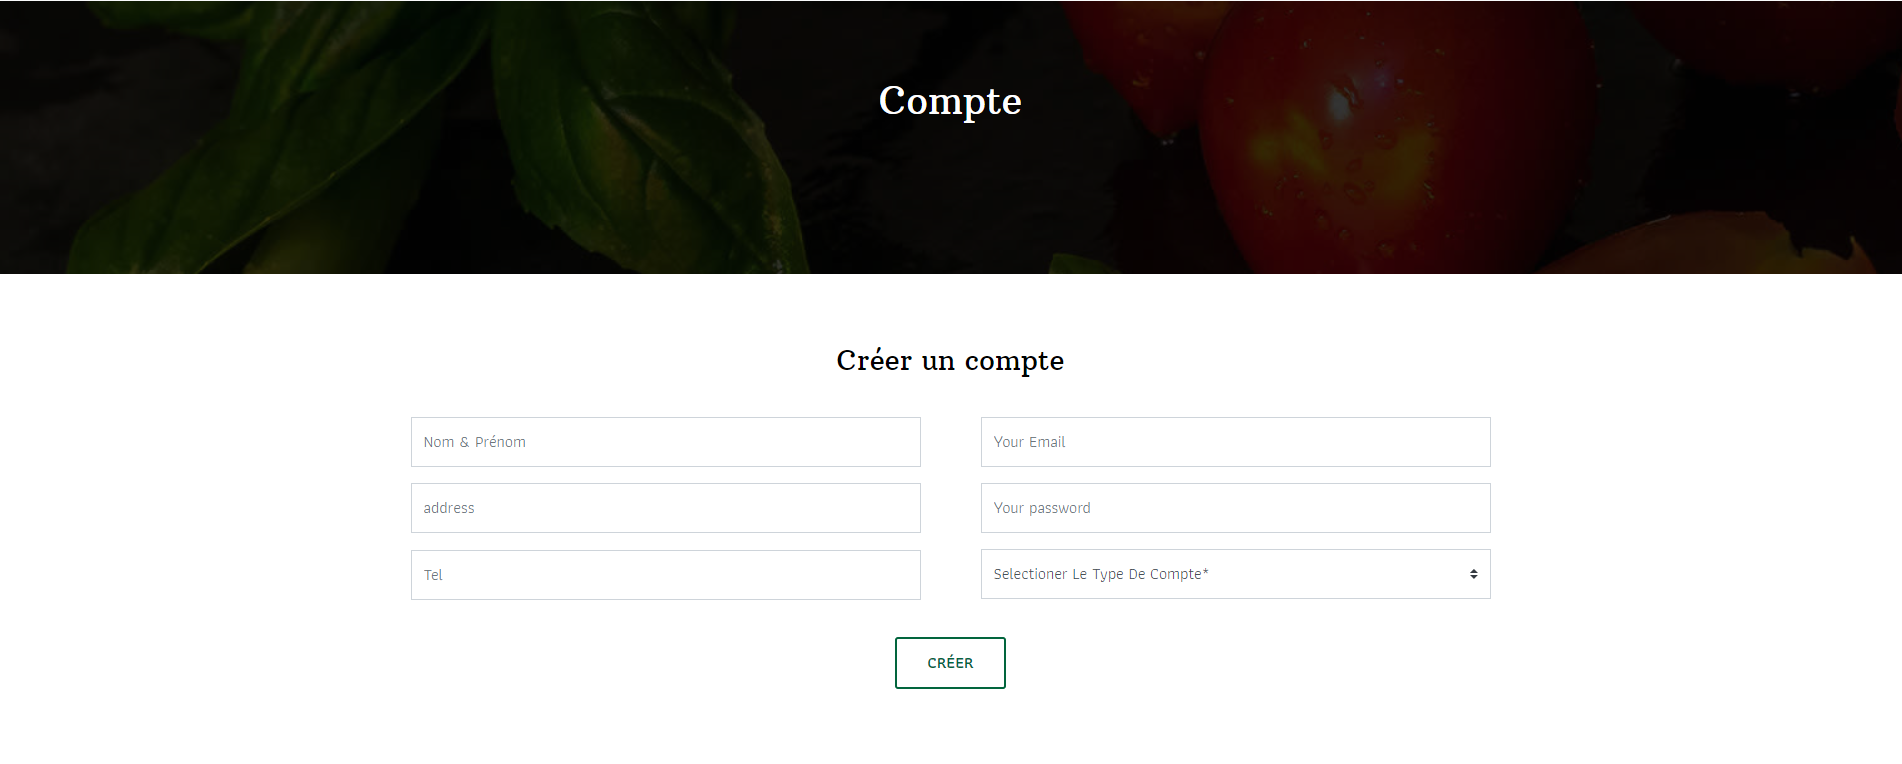 Compte
Créer un compte
Nom & Prénom
Your Email
address
Your password
Tel
Selectioner Le Type De Compte*
CRÉER